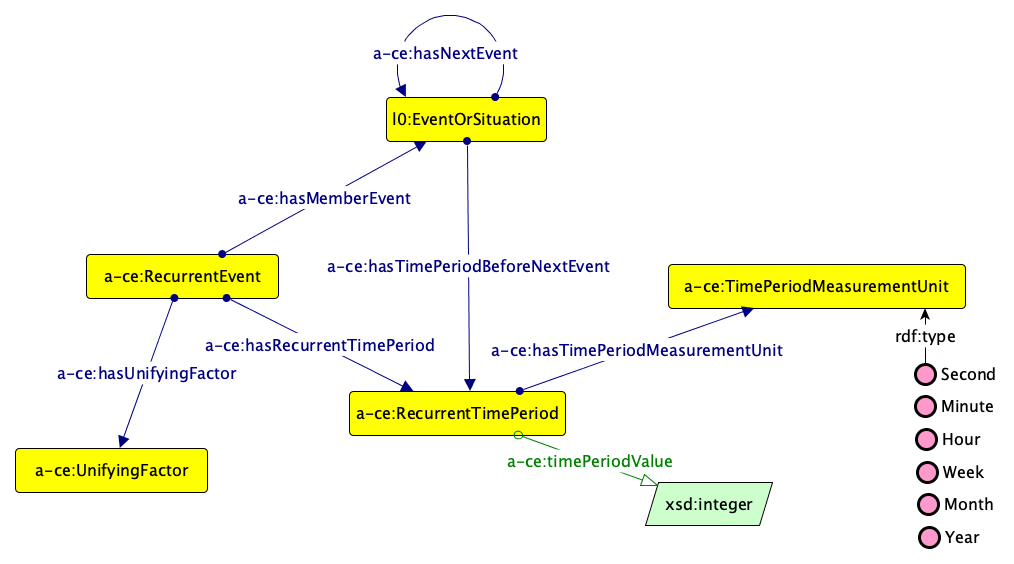 a-ce:hasNextEvent
l0:EventOrSituation
a-ce:hasMemberEvent
a-ce:RecurrentEvent
a-ce:hasTimePeriodBeforeNextEvent
a-ce:TimePeriodMeasurementUnit
rdf:type
a-ce:hasRecurrentTimePeriod
a-ce:hasTimePeriodMeasurementUnit
a-ce:hasUnifyingFactor
Second
Minute
a-ce:RecurrentTimePeriod
Hour
a-ce:timePeriodValue
a-ce:UnifyingFactor
Week
xsd:integer
Month
Year